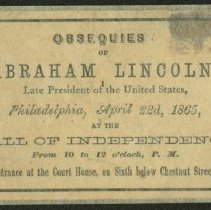 OBSEQUIES
OF
ABRAHAM LINCOLN
Late President of the United States,
Philadelphia, April 22d, 1865,
AT THE
ALL OF INDEPENDENC
From 10 to 12 o'clock, P. M.
ntrance at the Court House, on Sixth below Chestnut Stree